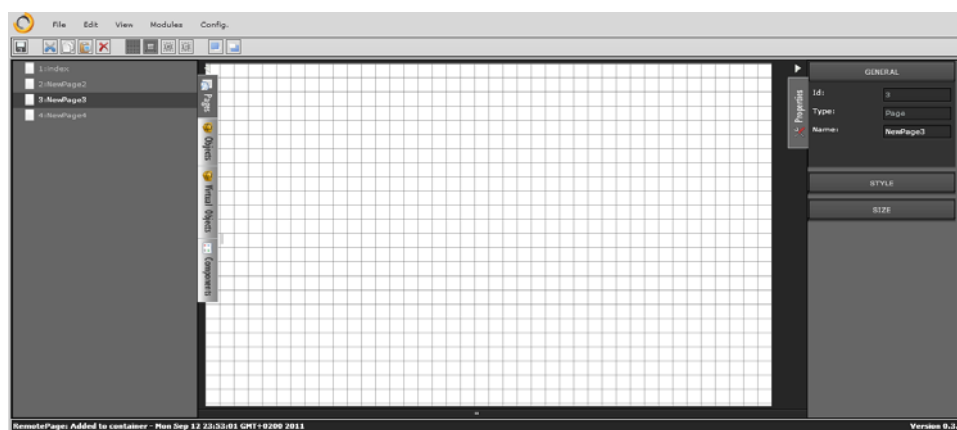 File Edit View Modules Config.
1:Index
2:NewPage2
3:NewPage3
4:NewPage4
Pages
Objects
Virtual Objects
Components
Properties
GENERAL
Id: 3
Type: Page
Name: NewPage3
STYLE
SIZE
RemotePage: Added to container - Mon Sep 12 23:53:01 GMT+0200 2011
Version 0.3.